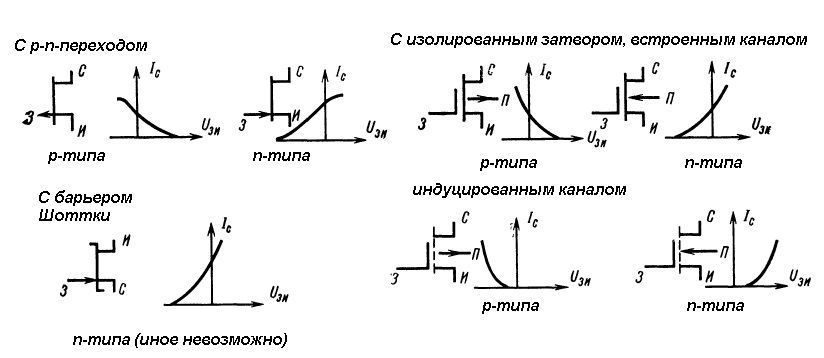 С p-n-переходом
С изолированным затвором, встроенным каналом
З С И Iс Uзи
р-типа
З С И Iс Uзи
n-типа
З С П И Iс Uзи
р-типа
З С П И Iс Uзи
n-типа
С барьером
Шоттки
индуцированным каналом
З И С Iс Uзи
n-типа (иное невозможно)
З С П И Iс Uзи
р-типа
З С П И Iс Uзи
n-типа